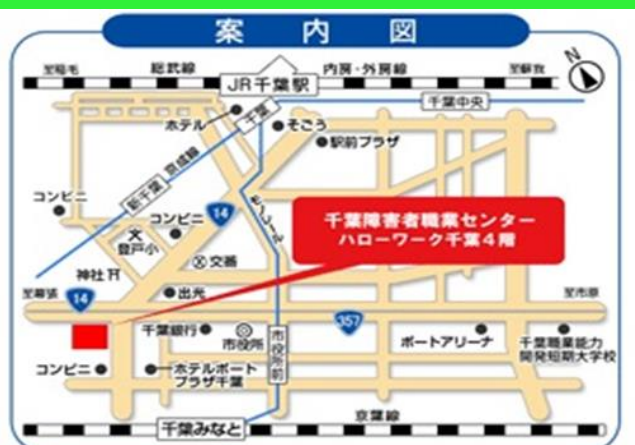 案内図
至稲毛
総武線
内房・外房線
至蘇我
N
JR千葉駅
千葉
千葉中央
ホテル
そごう
駅前プラザ
京成線
新千葉
コンビニ
14
コンビニ
モノレール
千葉障害者職業センター
ハローワーク千葉4階
文
登戸小
交番
神社
至幕張
14
出光
至市原
357
千葉銀行
市役所
市役所前
ポートアリーナ
千葉職業能力
開発短期大学校
コンビニ
ホテルポート
プラザ千葉
京葉線
千葉みなと